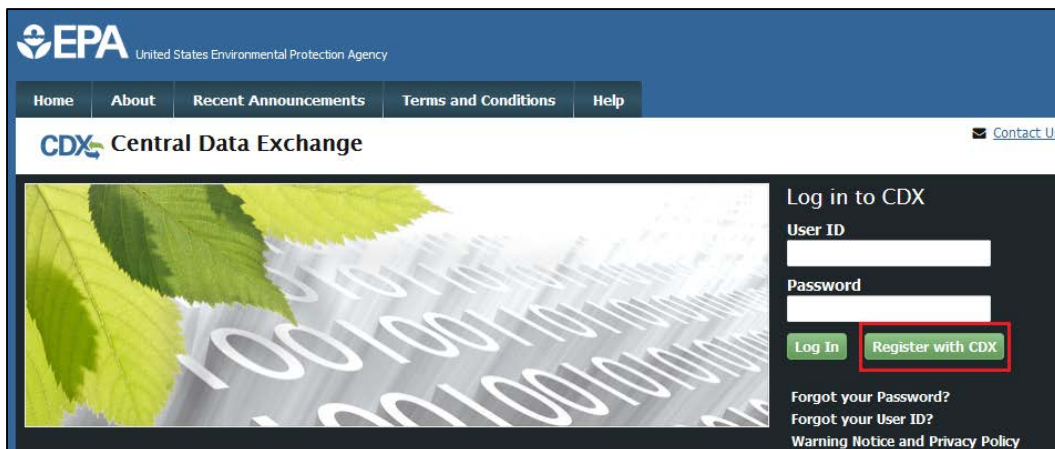 EPA United States Environmental Protection Agency
Home About Recent Announcements Terms and Conditions Help
CDX Central Data Exchange
Contact U
Log in to CDX
User ID
Password
Log In Register with CDX
Forgot your Password?
Forgot your User ID?
Warning Notice and Privacy Policy